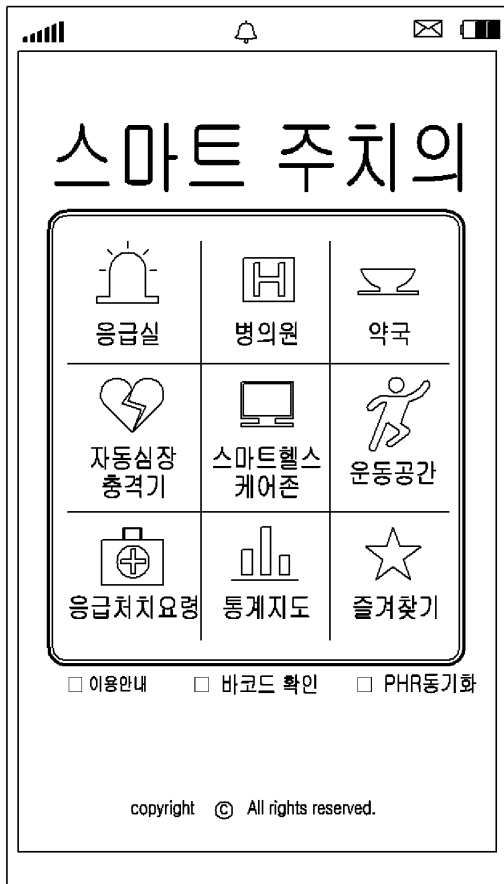 스마트 주치의
응급실 병의원 약국
자동심장 충격기 스마트헬스 케어존 운동공간
응급처치요령 통계지도 즐겨찾기
□ 이용안내 □ 바코드 확인 □ PHR동기화
copyright © All rights reserved.